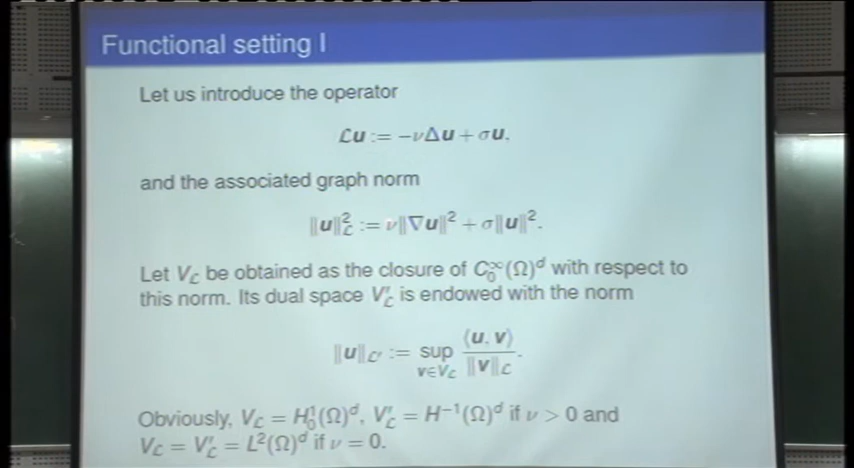 Functional setting I
Let us introduce the operator
ℒu := −νΔu + σu,
and the associated graph norm
‖u‖²_ℒ := ν‖∇u‖² + σ‖u‖².
Let V_ℒ be obtained as the closure of C₀^∞(Ω)^d with respect to
this norm. Its dual space V′_ℒ is endowed with the norm
‖u‖_ℒ′ := sup_{v∈V_ℒ} ⟨u, v⟩ / ‖v‖_ℒ.
Obviously, V_ℒ = H¹₀(Ω)^d, V′_ℒ = H⁻¹(Ω)^d if ν > 0 and
V_ℒ = V′_ℒ = L²(Ω)^d if ν = 0.